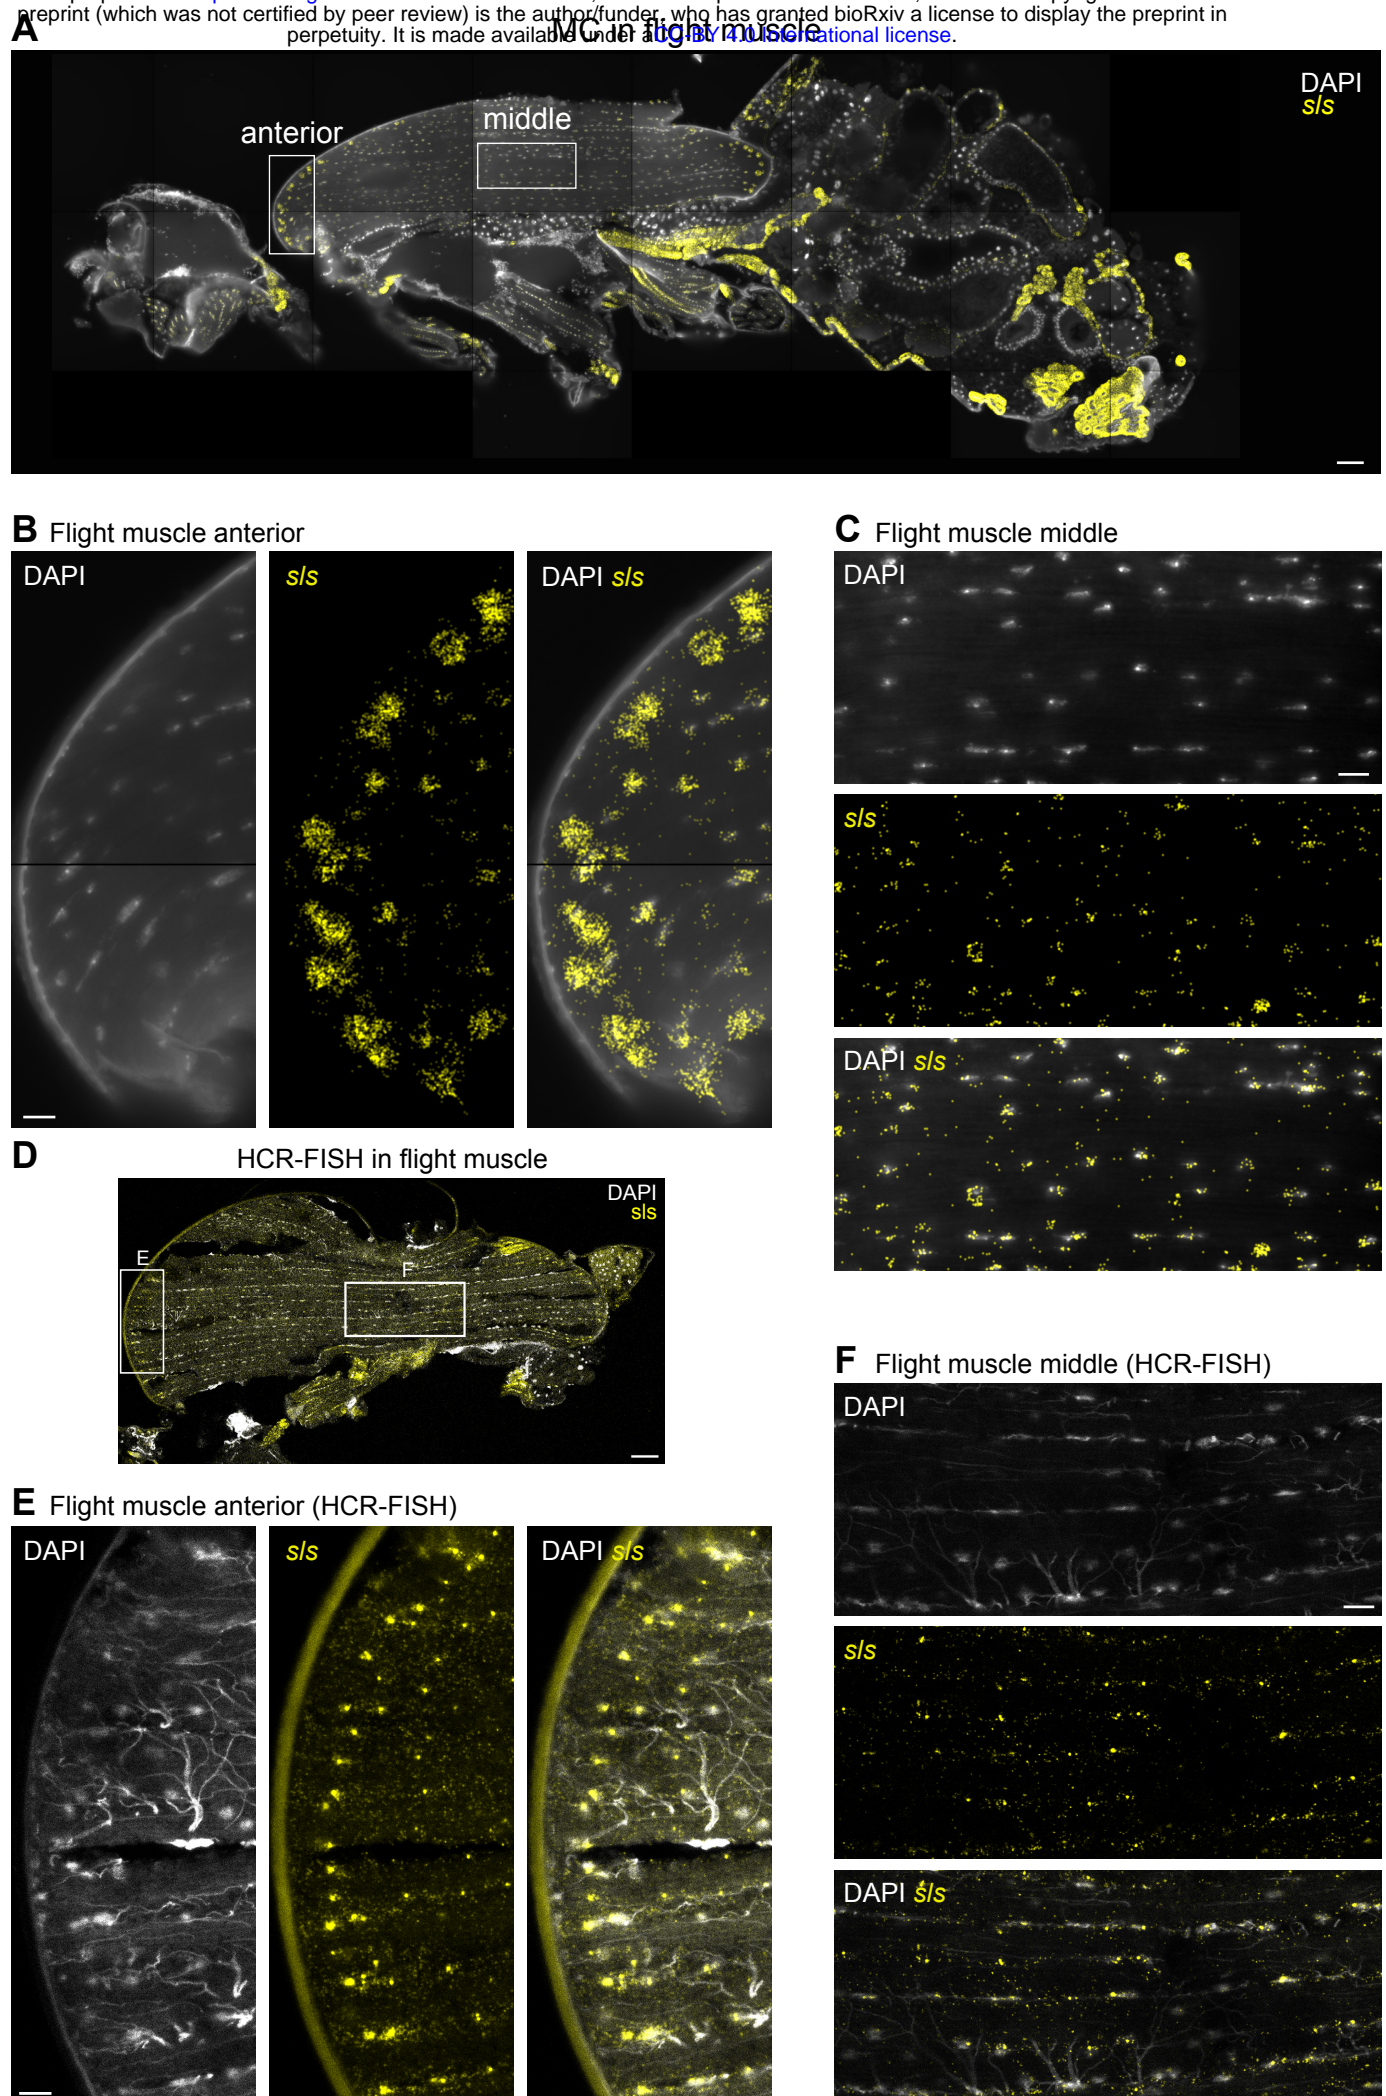 preprint (which was not certified by peer review) is the author/funder, who has granted bioRxiv a license to display the preprint in
perpetuity. It is made available under a CC-BY 4.0 International license.
A MC in flight muscle
DAPI
sls
anterior
middle
B Flight muscle anterior
DAPI
sls
DAPI sls
C Flight muscle middle
DAPI
sls
DAPI sls
D HCR-FISH in flight muscle
DAPI
sls
E
F
E Flight muscle anterior (HCR-FISH)
DAPI
sls
DAPI sls
F Flight muscle middle (HCR-FISH)
DAPI
sls
DAPI sls